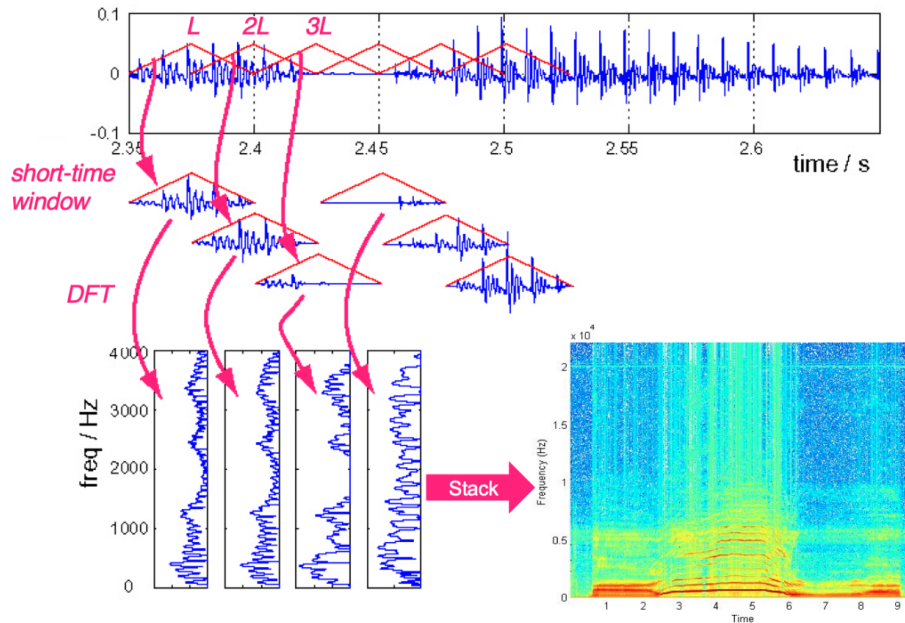 L 2L 3L
0.1
0
-0.1
2.35 2.4 2.45 2.5 2.55 2.6
time / s
short-time
window
DFT
freq / Hz
4000
3000
2000
1000
0
Stack
x 10⁴
Frequency (Hz)
2
1.5
1
0.5
0
1 2 3 4 5 6 7 8 9
Time